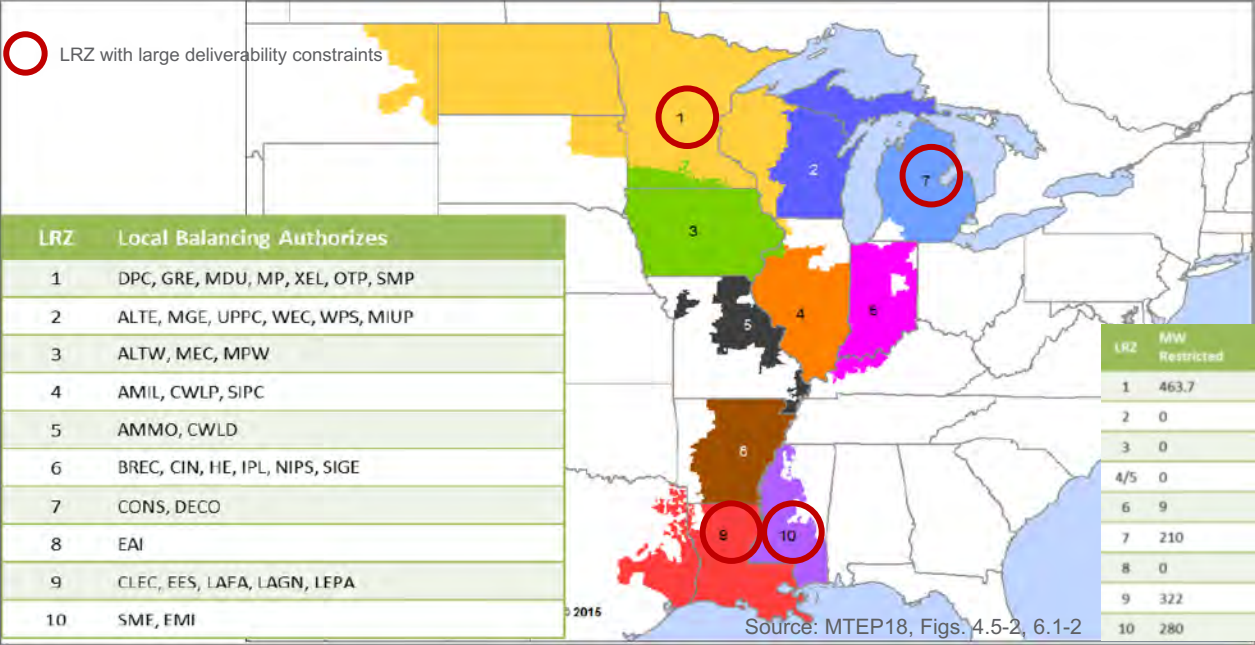 LRZ with large deliverability constraints
1
2
7
3
4
5
6
8
9
10
LRZ Local Balancing Authorizes
1 DPC, GRE, MDU, MP, XEL, OTP, SMP
2 ALTE, MGE, UPPC, WEC, WPS, MIUP
3 ALTW, MEC, MPW
4 AMIL, CWLP, SIPC
5 AMMO, CWLD
6 BREC, CIN, HE, IPL, NIPS, SIGE
7 CONS, DECO
8 EAI
9 CLEC, EES, LAFA, LAGN, LEPA
10 SME, EMI
LRZ MW Restricted
1 463.7
2 0
3 0
4/5 0
6 9
7 210
8 0
9 322
10 280
2015
Source: MTEP18, Figs. 4.5-2, 6.1-2